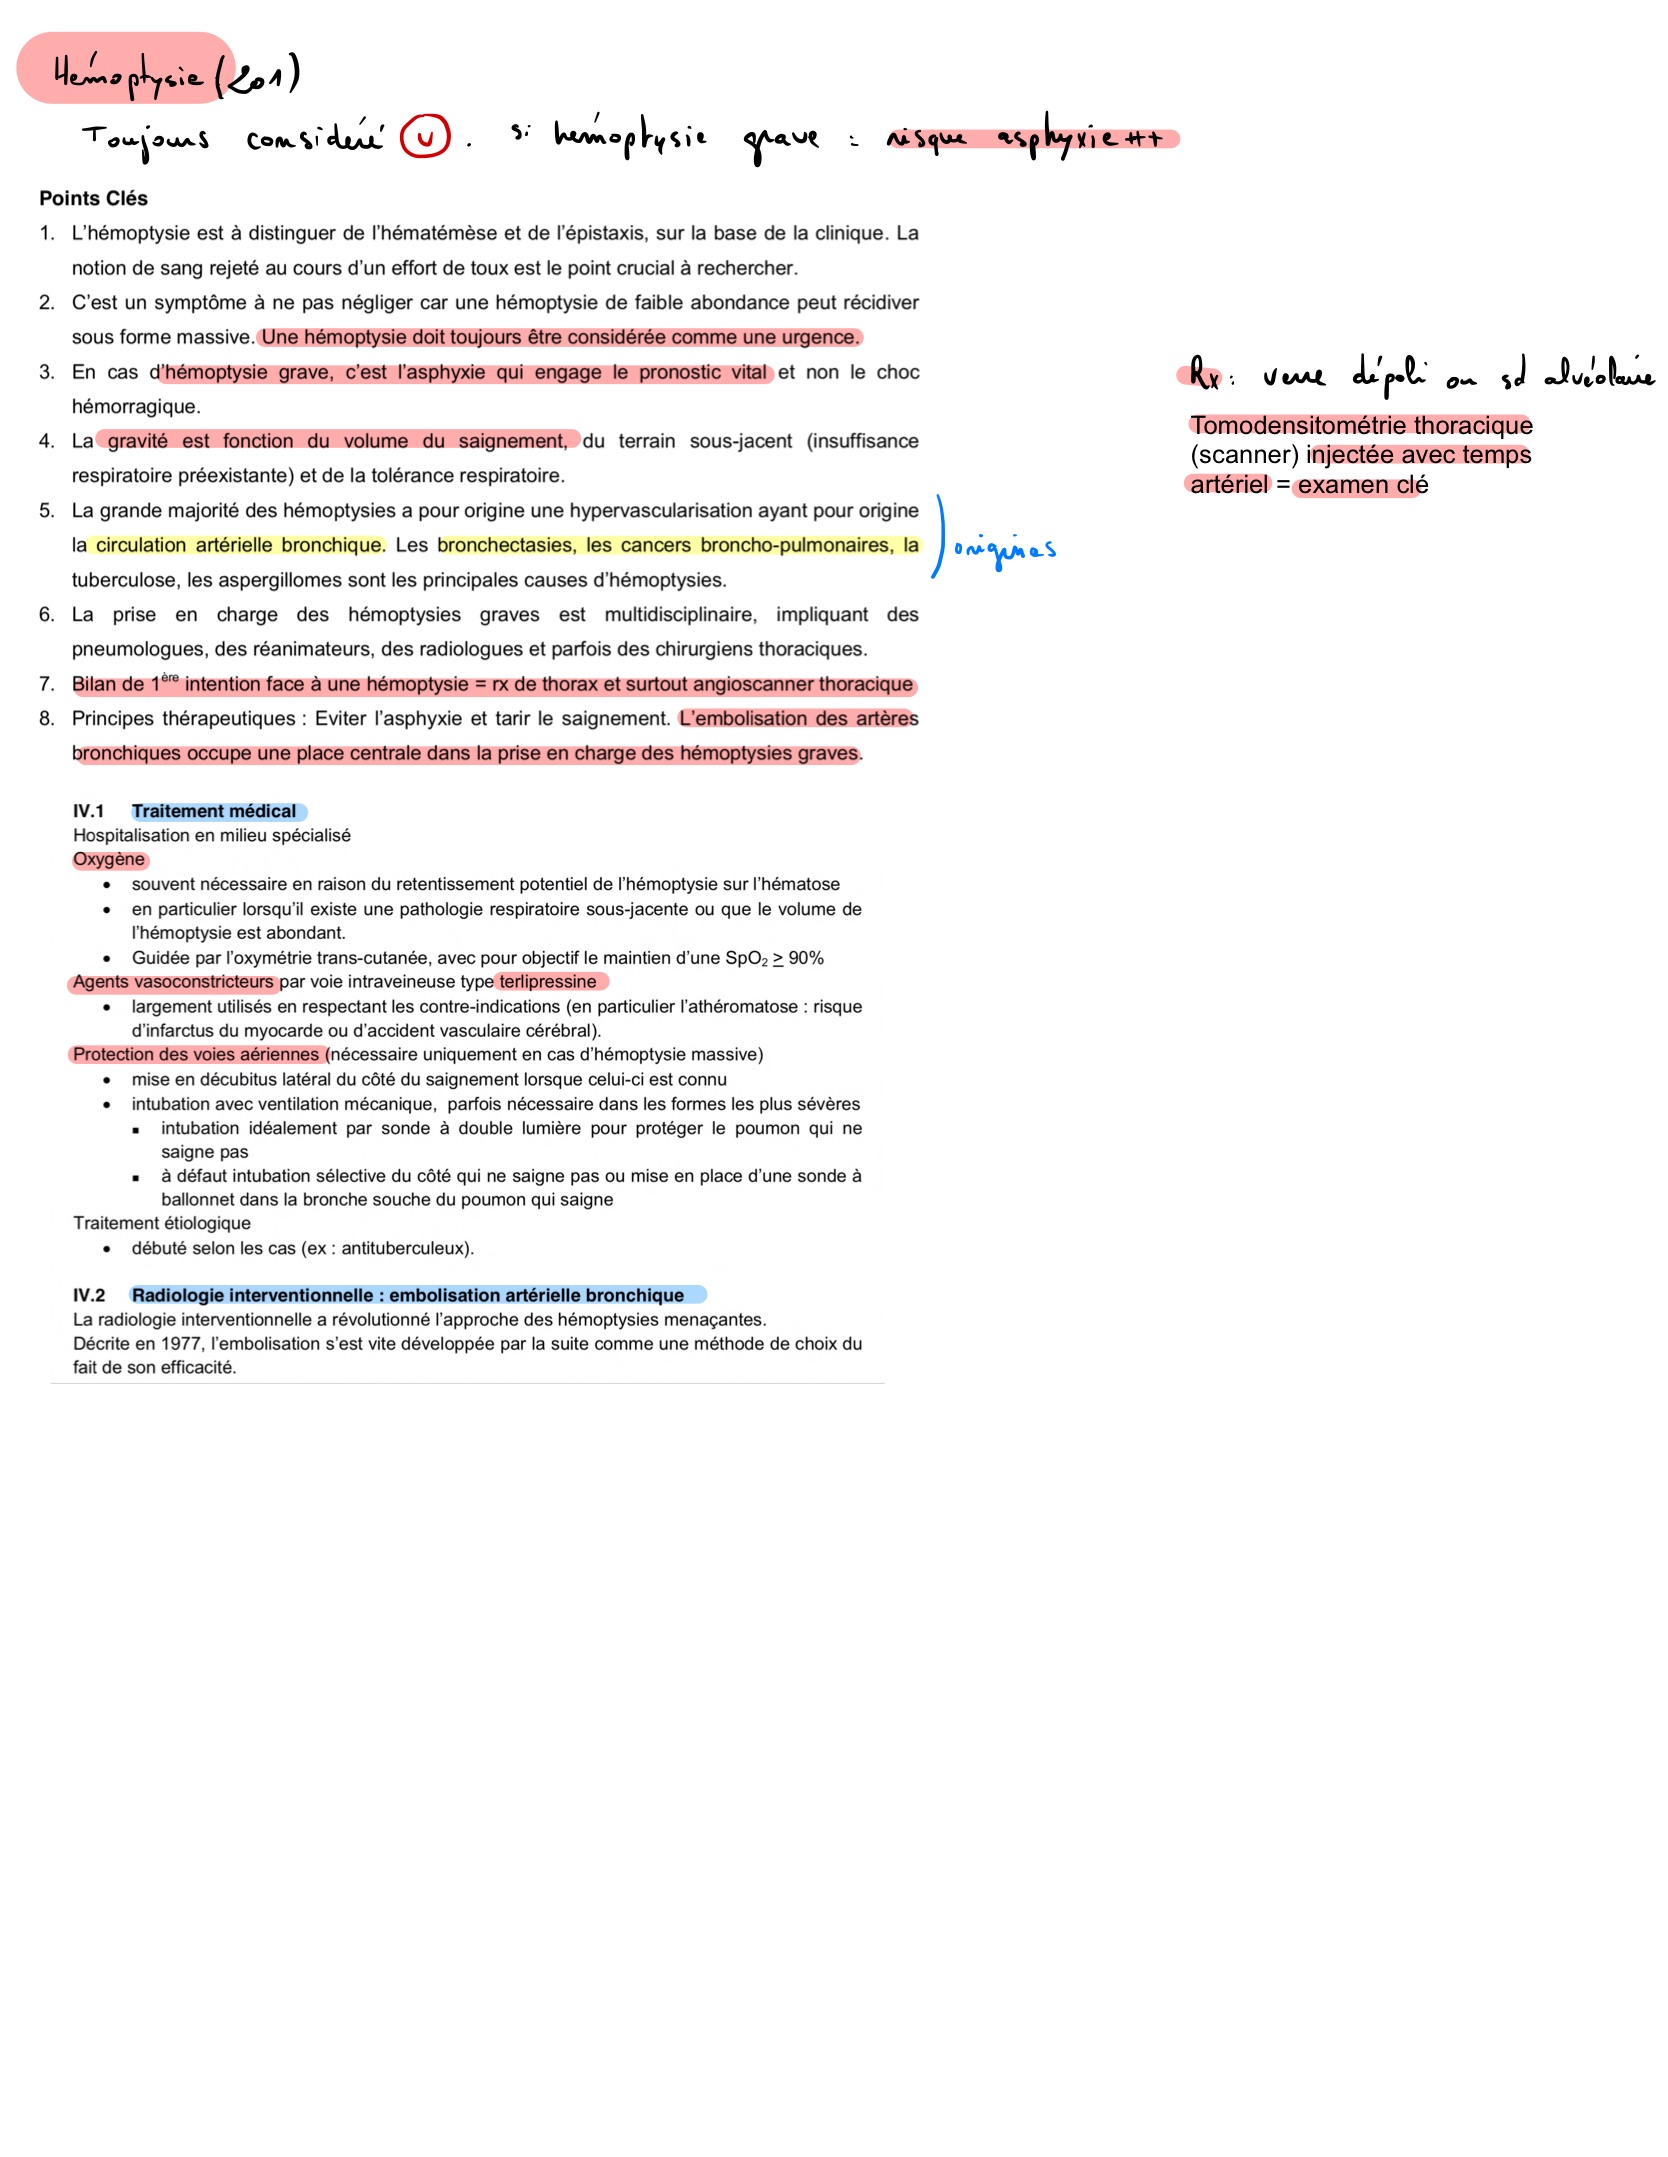 Hémoptysie (201)
Toujours considéré U. si hémoptysie grave : risque asphyxie ++
Points Clés
1. L'hémoptysie est à distinguer de l'hématémèse et de l'épistaxis, sur la base de la clinique. La
notion de sang rejeté au cours d'un effort de toux est le point crucial à rechercher.
2. C'est un symptôme à ne pas négliger car une hémoptysie de faible abondance peut récidiver
sous forme massive. Une hémoptysie doit toujours être considérée comme une urgence.
3. En cas d'hémoptysie grave, c'est l'asphyxie qui engage le pronostic vital et non le choc
hémorragique.
4. La gravité est fonction du volume du saignement, du terrain sous-jacent (insuffisance
respiratoire préexistante) et de la tolérance respiratoire.
5. La grande majorité des hémoptysies a pour origine une hypervascularisation ayant pour origine
la circulation artérielle bronchique. Les bronchectasies, les cancers broncho-pulmonaires, la
tuberculose, les aspergillomes sont les principales causes d'hémoptysies.
origines
6. La prise en charge des hémoptysies graves est multidisciplinaire, impliquant des
pneumologues, des réanimateurs, des radiologues et parfois des chirurgiens thoraciques.
7. Bilan de 1ère intention face à une hémoptysie = rx de thorax et surtout angioscanner thoracique
8. Principes thérapeutiques : Eviter l'asphyxie et tarir le saignement. L'embolisation des artères
bronchiques occupe une place centrale dans la prise en charge des hémoptysies graves.
Rx : verre dépoli ou sd alvéolaire
Tomodensitométrie thoracique
(scanner) injectée avec temps
artériel = examen clé
IV.1 Traitement médical
Hospitalisation en milieu spécialisé
Oxygène
• souvent nécessaire en raison du retentissement potentiel de l'hémoptysie sur l'hématose
• en particulier lorsqu'il existe une pathologie respiratoire sous-jacente ou que le volume de
l'hémoptysie est abondant.
• Guidée par l'oxymétrie trans-cutanée, avec pour objectif le maintien d'une SpO₂ ≥ 90%
Agents vasoconstricteurs par voie intraveineuse type terlipressine
• largement utilisés en respectant les contre-indications (en particulier l'athéromatose : risque
d'infarctus du myocarde ou d'accident vasculaire cérébral).
Protection des voies aériennes (nécessaire uniquement en cas d'hémoptysie massive)
• mise en décubitus latéral du côté du saignement lorsque celui-ci est connu
• intubation avec ventilation mécanique, parfois nécessaire dans les formes les plus sévères
▪ intubation idéalement par sonde à double lumière pour protéger le poumon qui ne
saigne pas
▪ à défaut intubation sélective du côté qui ne saigne pas ou mise en place d'une sonde à
ballonnet dans la bronche souche du poumon qui saigne
Traitement étiologique
• débuté selon les cas (ex : antituberculeux).
IV.2 Radiologie interventionnelle : embolisation artérielle bronchique
La radiologie interventionnelle a révolutionné l'approche des hémoptysies menaçantes.
Décrite en 1977, l'embolisation s'est vite développée par la suite comme une méthode de choix du
fait de son efficacité.